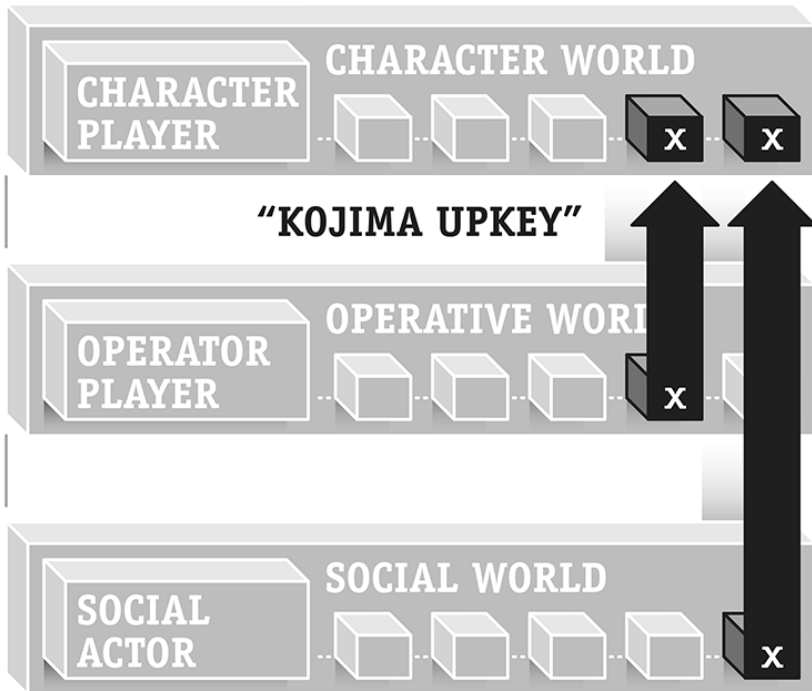 CHARACTER WORLD
CHARACTER
PLAYER
X X
“KOJIMA UPKEY”
OPERATIVE WORL
OPERATOR
PLAYER
X
SOCIAL WORLD
SOCIAL
ACTOR
X